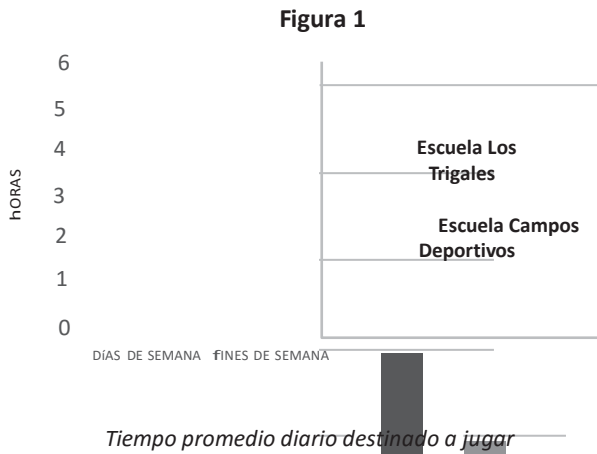 Figura 1
6
5
4
3
2
1
0
hORAS
Escuela Los
Trigales
Escuela Campos
Deportivos
DíAS DE SEMANA fINES DE SEMANA
Tiempo promedio diario destinado a jugar